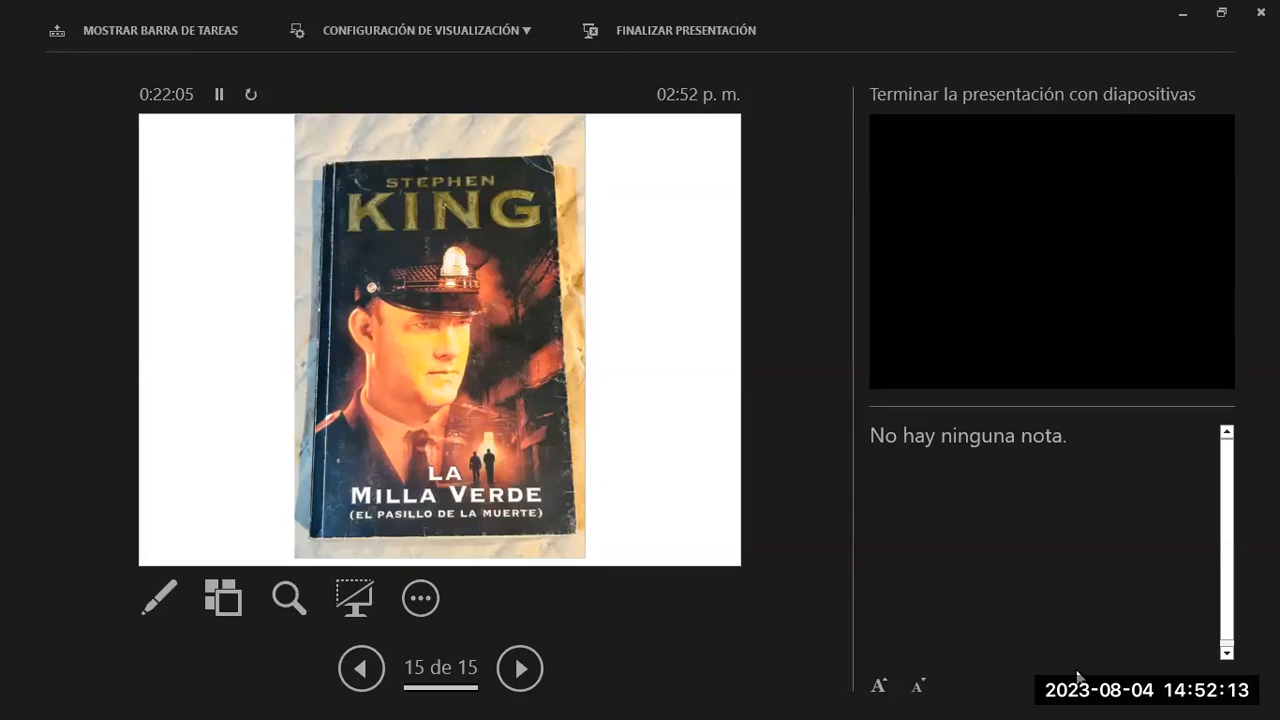 MOSTRAR BARRA DE TAREAS
CONFIGURACIÓN DE VISUALIZACIÓN ▼
FINALIZAR PRESENTACIÓN
0:22:05
02:52 p. m.
Terminar la presentación con diapositivas
STEPHEN
KING
LA
MILLA VERDE
(EL PASILLO DE LA MUERTE)
No hay ninguna nota.
15 de 15
A A
2023-08-04 14:52:13